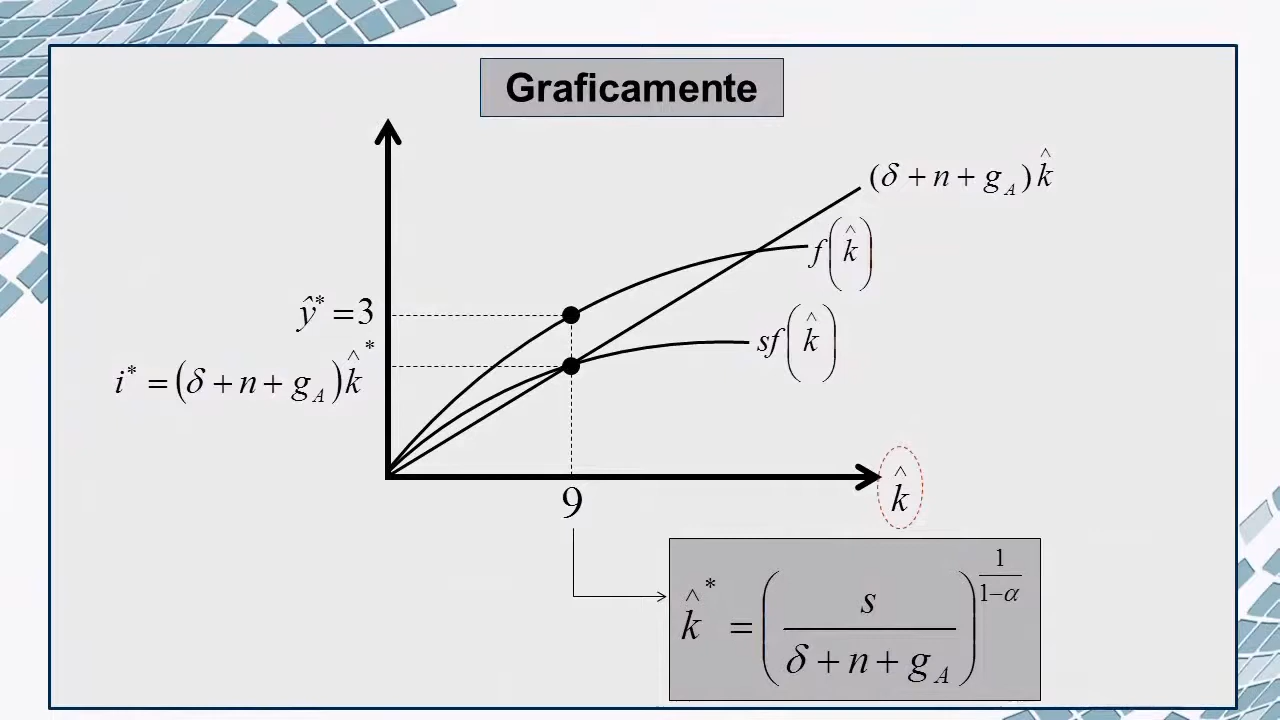 Graficamente
(δ + n + g_A) k̂
f(k̂)
ŷ* = 3
sf(k̂)
i* = (δ + n + g_A) k̂*
9
k̂
k̂* = (s / (δ + n + g_A))^(1/(1−α))